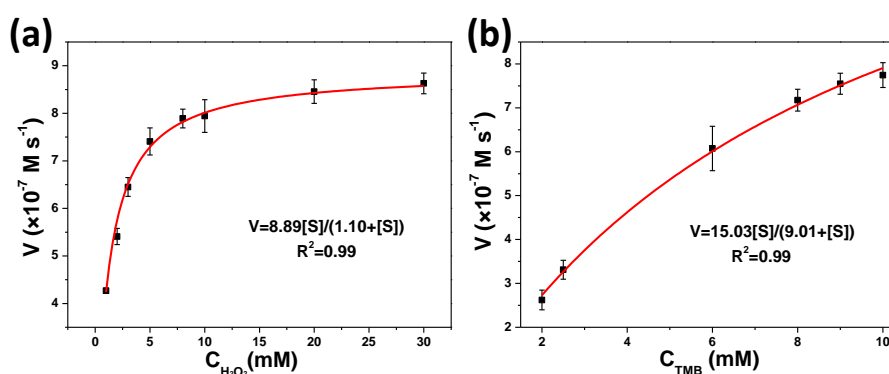 (a)
9
8
7
6
5
4
V (×10⁻⁷ M s⁻¹)
V=8.89[S]/(1.10+[S])
R²=0.99
0 5 10 15 20 25 30
C_H₂O₂(mM)
(b)
8
7
6
5
4
3
2
V (×10⁻⁷ M s⁻¹)
V=15.03[S]/(9.01+[S])
R²=0.99
2 4 6 8 10
C_TMB(mM)